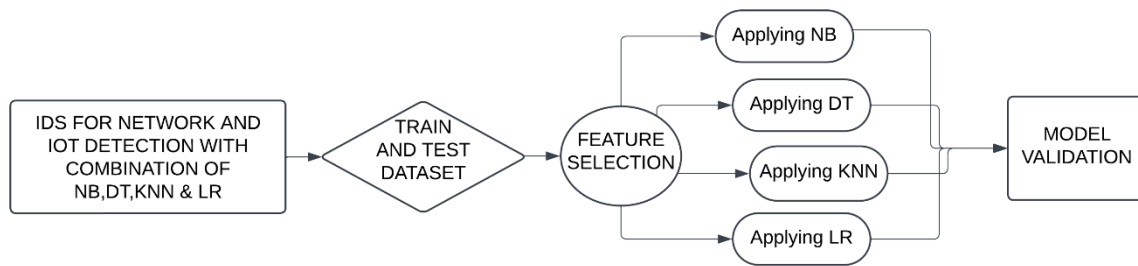 IDS FOR NETWORK AND
IOT DETECTION WITH
COMBINATION OF
NB,DT,KNN & LR
TRAIN
AND TEST
DATASET
FEATURE
SELECTION
Applying NB
Applying DT
Applying KNN
Applying LR
MODEL
VALIDATION